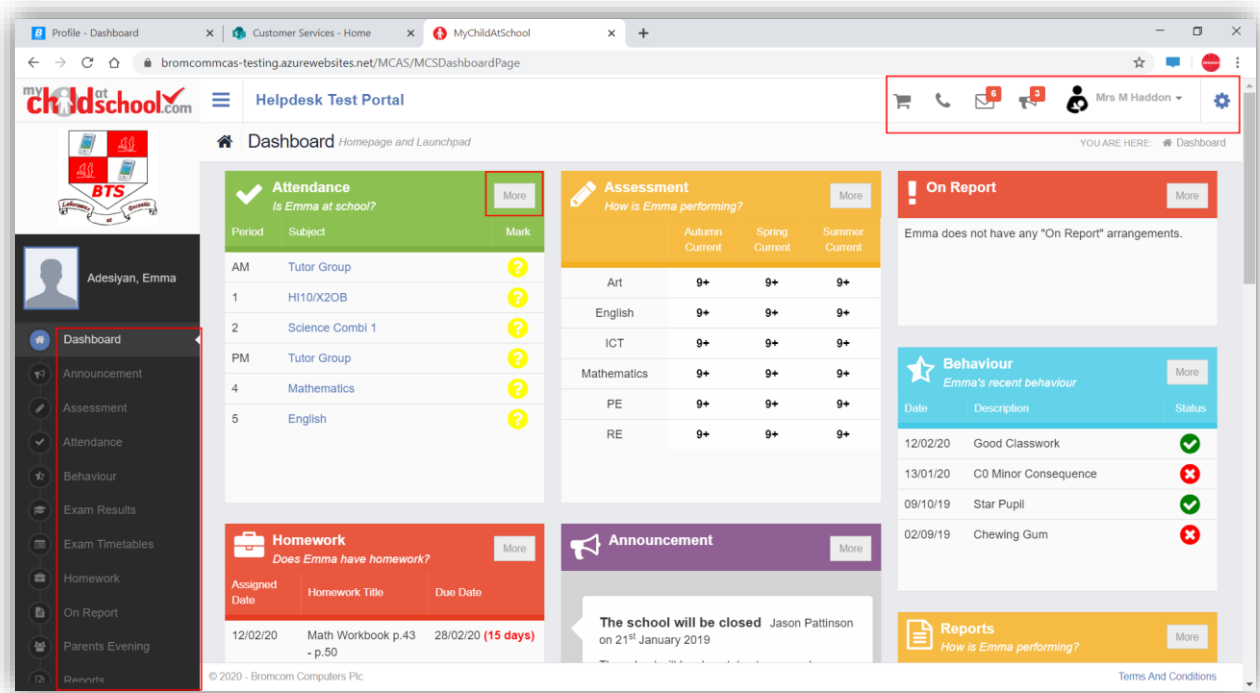 Profile - Dashboard
Customer Services - Home
MyChildAtSchool
bromcommcas-testing.azurewebsites.net/MCAS/MCSDashboardPage
my child at school.com
Helpdesk Test Portal
6
3
Mrs M Haddon
Dashboard Homepage and Launchpad
YOU ARE HERE: Dashboard
BTS
Adesiyan, Emma
Dashboard
Announcement
Assessment
Attendance
Behaviour
Exam Results
Exam Timetables
Homework
On Report
Parents Evening
Reports
Attendance
Is Emma at school?
More
Period Subject Mark
AM Tutor Group ?
1 HI10/X2OB ?
2 Science Combi 1 ?
PM Tutor Group ?
4 Mathematics ?
5 English ?
Assessment
How is Emma performing?
More
Autumn Current Spring Current Summer Current
Art 9+ 9+ 9+
English 9+ 9+ 9+
ICT 9+ 9+ 9+
Mathematics 9+ 9+ 9+
PE 9+ 9+ 9+
RE 9+ 9+ 9+
On Report
More
Emma does not have any "On Report" arrangements.
Behaviour
Emma's recent behaviour
More
Date Description Status
12/02/20 Good Classwork
13/01/20 C0 Minor Consequence
09/10/19 Star Pupil
02/09/19 Chewing Gum
Homework
Does Emma have homework?
More
Assigned Date Homework Title Due Date
12/02/20 Math Workbook p.43 28/02/20 (15 days)
- p.50
Announcement
More
The school will be closed Jason Pattinson
on 21st January 2019
Reports
How is Emma performing?
More
© 2020 - Bromcom Computers Plc
Terms And Conditions